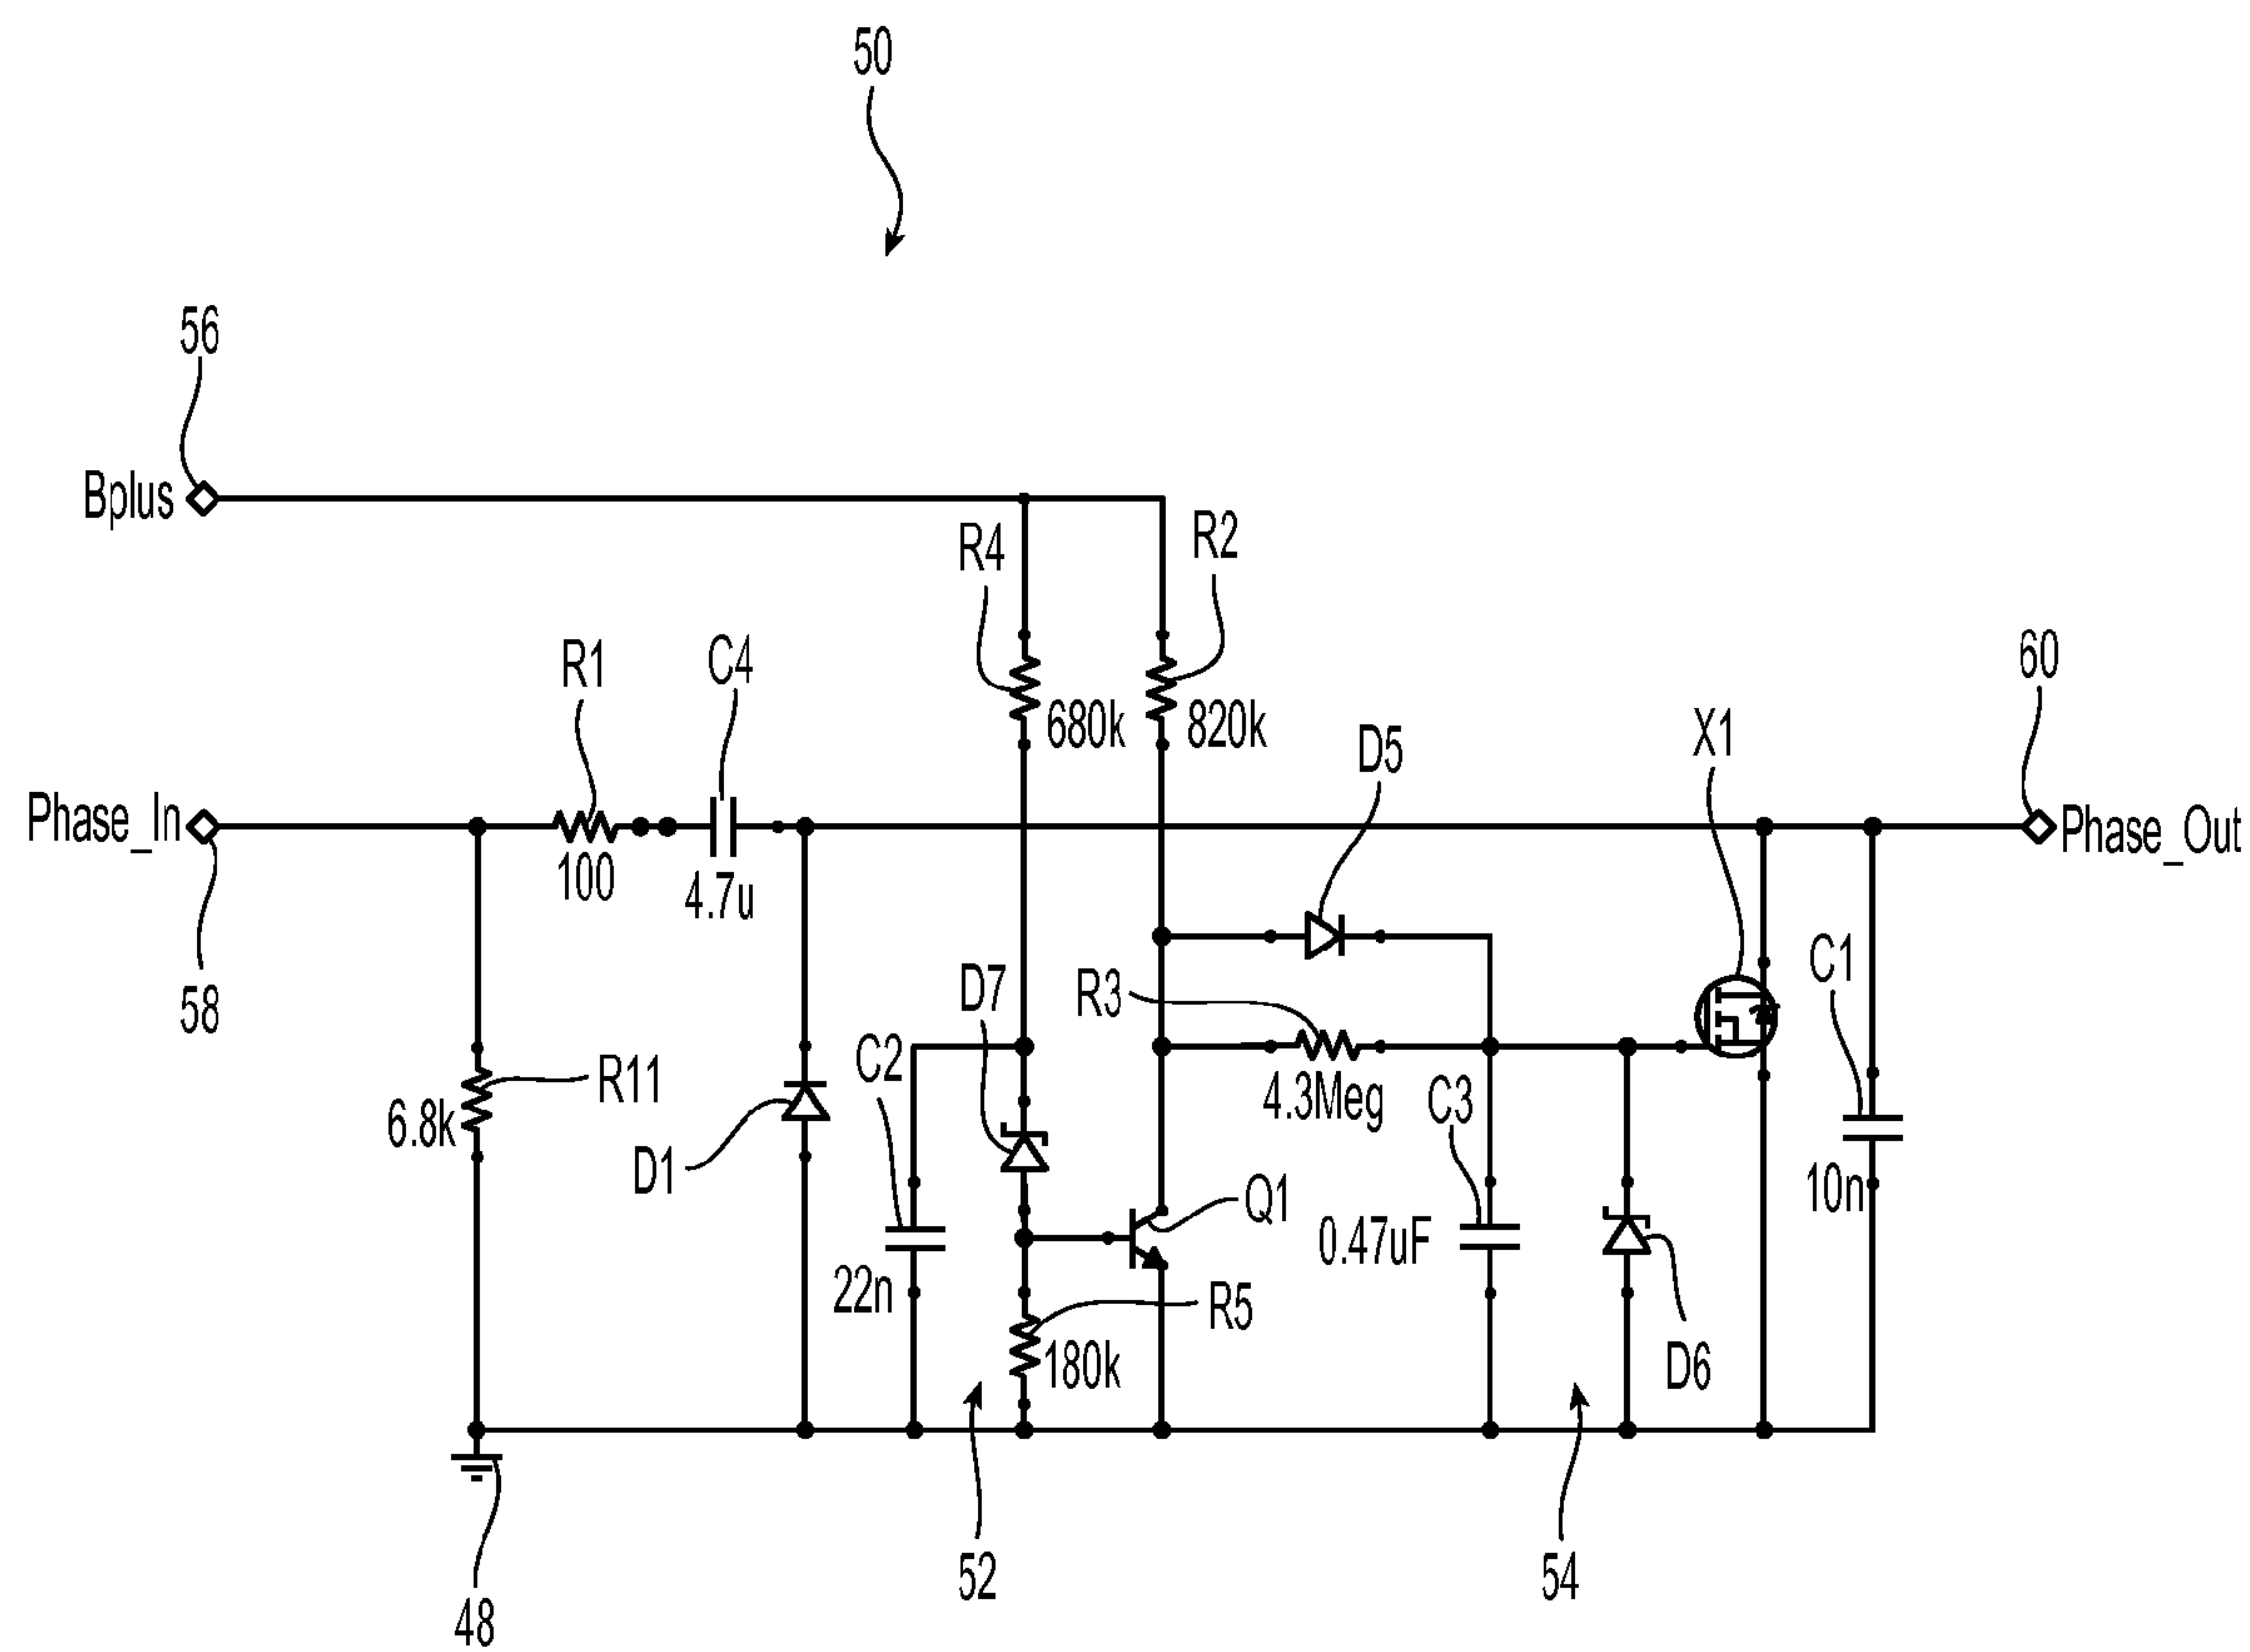 50
56
Bplus
R4
R2
R1
C4
60
680k
820k
D5
X1
Phase_In
100
4.7u
Phase_Out
58
D7
R3
C1
C2
R11
6.8k
4.3Meg
C3
D1
10n
Q1
0.47uF
22n
R5
180k
D6
52
54
48